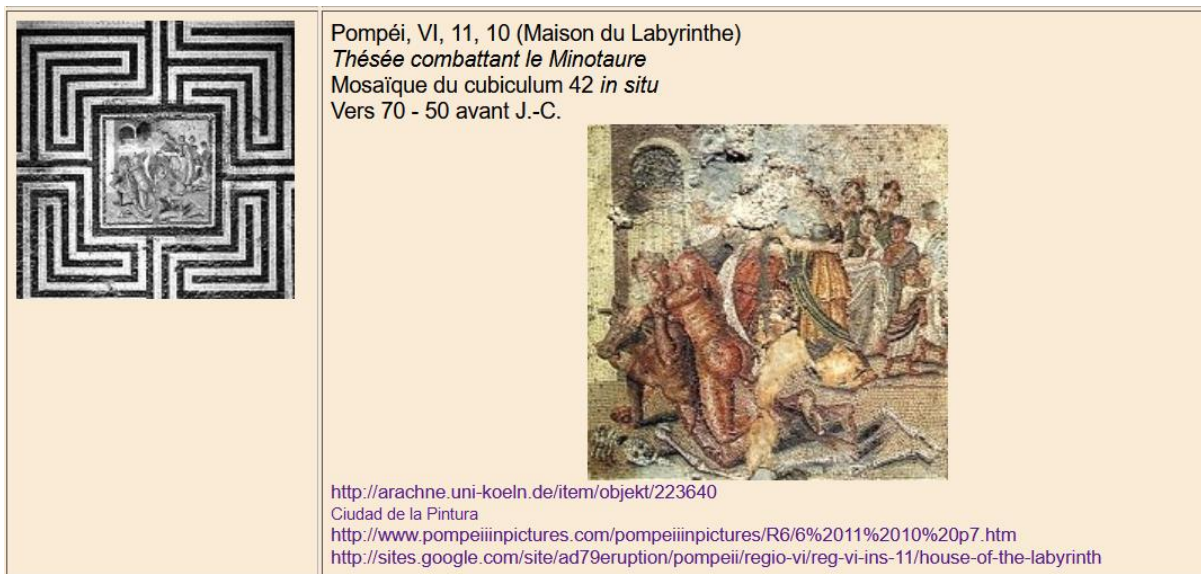 Pompéi, VI, 11, 10 (Maison du Labyrinthe)
Thésée combattant le Minotaure
Mosaïque du cubiculum 42 in situ
Vers 70 - 50 avant J.-C.
http://arachne.uni-koeln.de/item/objekt/223640
Ciudad de la Pintura
http://www.pompeiiinpictures.com/pompeiiinpictures/R6/6%2011%2010%20p7.htm
http://sites.google.com/site/ad79eruption/pompeii/regio-vi/reg-vi-ins-11/house-of-the-labyrinth